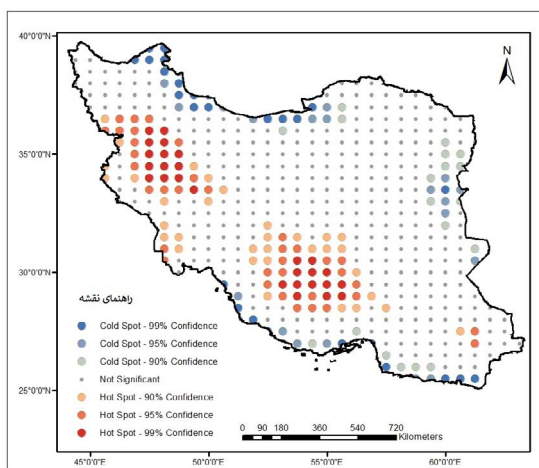 40°0'0"N
N
35°0'0"N
30°0'0"N
راهنمای نقشه
Cold Spot - 99% Confidence
Cold Spot - 95% Confidence
Cold Spot - 90% Confidence
Not Significant
25°0'0"N
Hot Spot - 90% Confidence
Hot Spot - 95% Confidence
Hot Spot - 99% Confidence
0 90 180 360 540 720
Kilometers
45°0'0"E 50°0'0"E 55°0'0"E 60°0'0"E